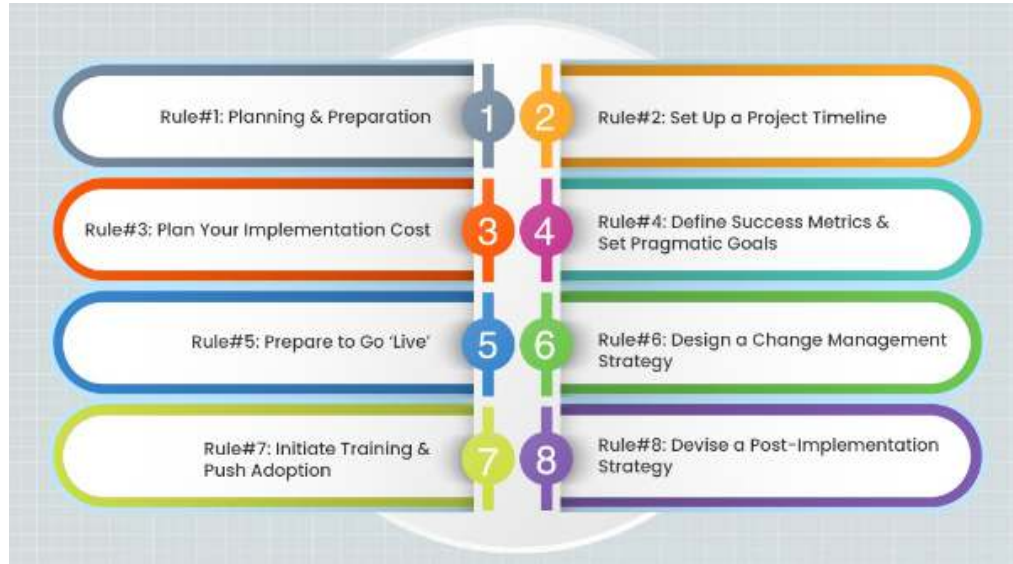 Rule#1: Planning & Preparation
1
2
Rule#2: Set Up a Project Timeline
Rule#3: Plan Your Implementation Cost
3
4
Rule#4: Define Success Metrics &
Set Pragmatic Goals
Rule#5: Prepare to Go ‘Live’
5
6
Rule#6: Design a Change Management
Strategy
Rule#7: Initiate Training &
Push Adoption
7
8
Rule#8: Devise a Post-Implementation
Strategy